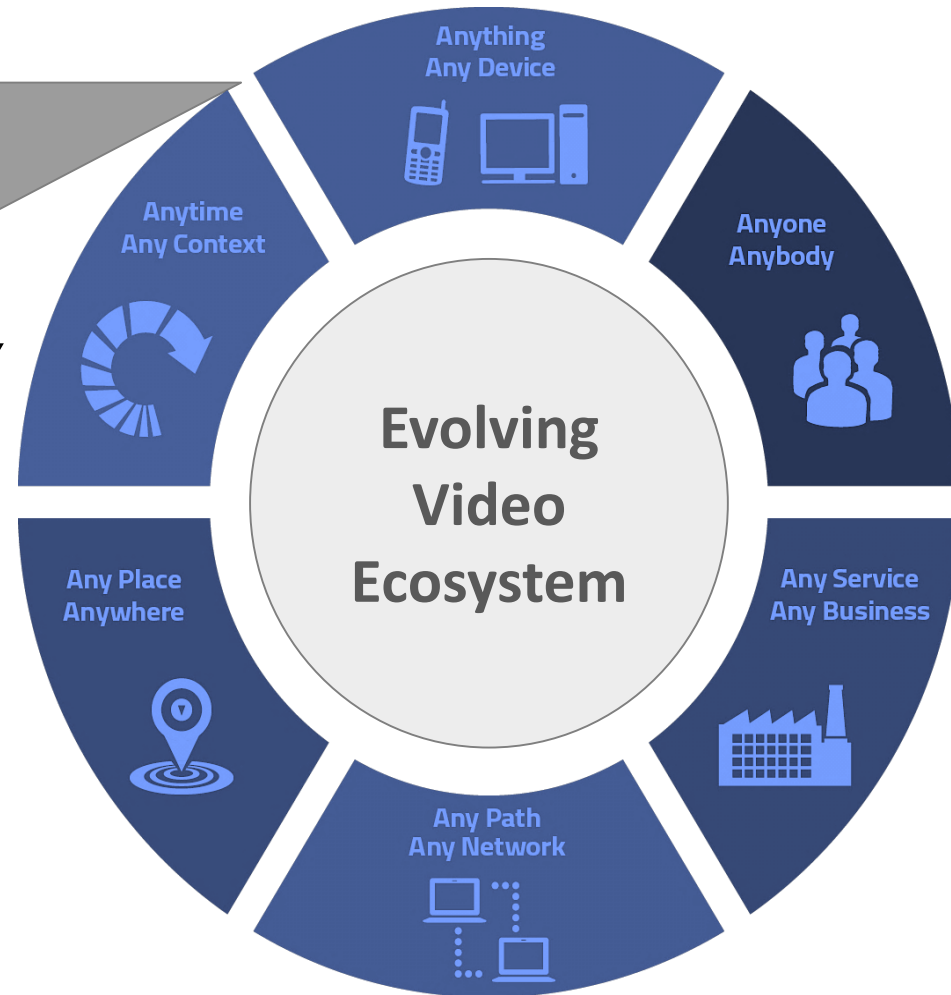 Anything
Any Device
Anyone
Anybody
Any Service
Any Business
Any Path
Any Network
Any Place
Anywhere
Anytime
Any Context
Evolving
Video
Ecosystem